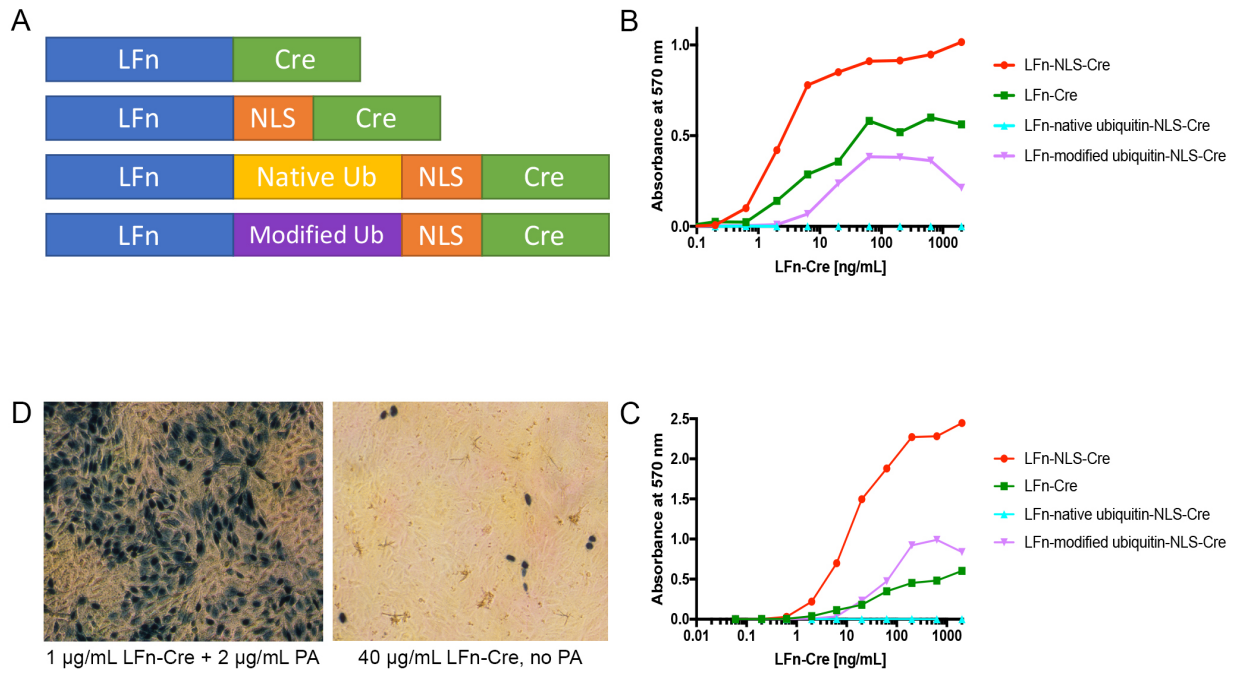 A
LFn Cre
LFn NLS Cre
LFn Native Ub NLS Cre
LFn Modified Ub NLS Cre
B
Absorbance at 570 nm
1.0
0.5
0.0
0.1 1 10 100 1000
LFn-Cre [ng/mL]
LFn-NLS-Cre
LFn-Cre
LFn-native ubiquitin-NLS-Cre
LFn-modified ubiquitin-NLS-Cre
D
1 µg/mL LFn-Cre + 2 µg/mL PA
40 µg/mL LFn-Cre, no PA
C
Absorbance at 570 nm
2.5
2.0
1.5
1.0
0.5
0.0
0.01 0.1 1 10 100 1000
LFn-Cre [ng/mL]
LFn-NLS-Cre
LFn-Cre
LFn-native ubiquitin-NLS-Cre
LFn-modified ubiquitin-NLS-Cre